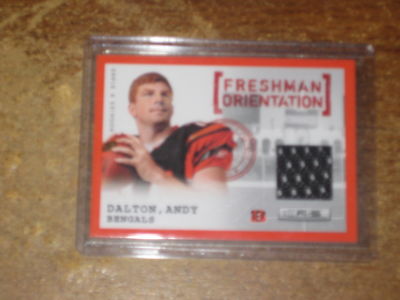 FRESHMAN
ORIENTATION
DALTON, ANDY
BENGALS